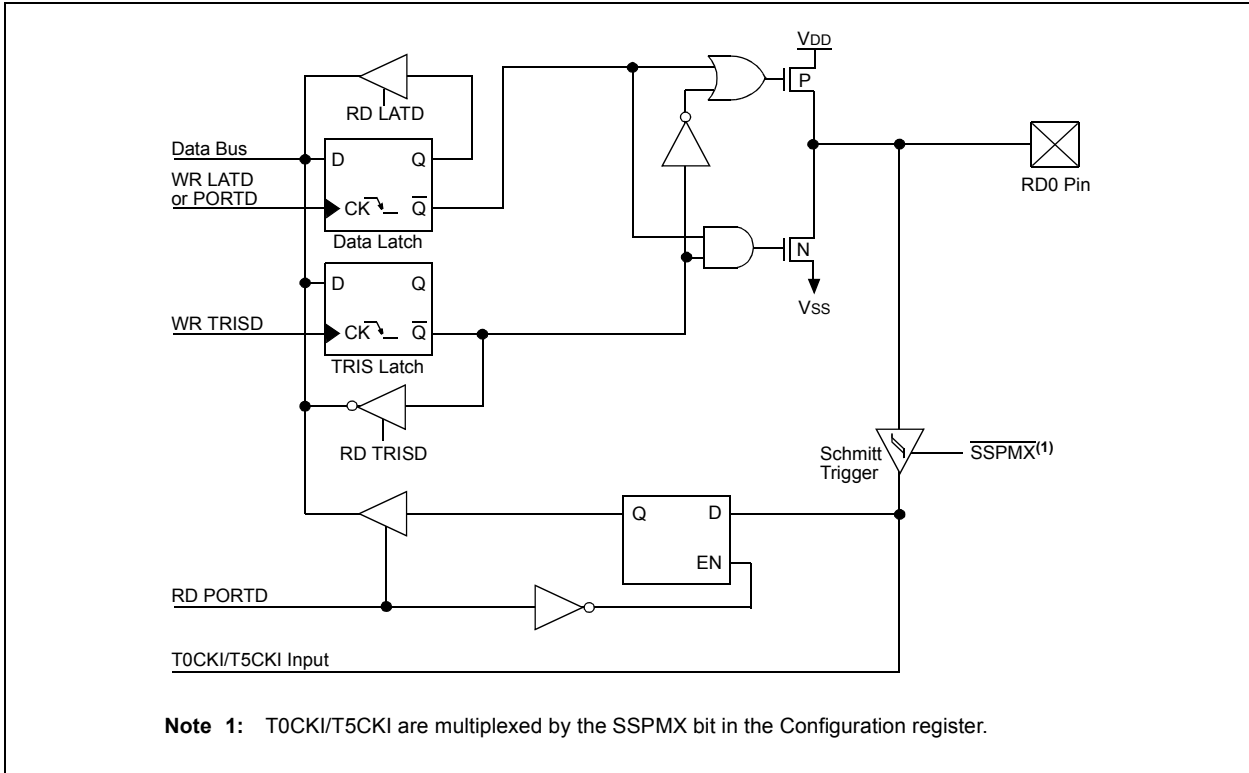 VDD
P
RD LATD
Data Bus
D Q
WR LATD
or PORTD
CK Q̅
Data Latch
RD0 Pin
N
VSS
D Q
WR TRISD
CK Q̅
TRIS Latch
RD TRISD
Schmitt
Trigger
S̅S̅P̅M̅X̅(1)
Q D
EN
RD PORTD
T0CKI/T5CKI Input
Note 1: T0CKI/T5CKI are multiplexed by the SSPMX bit in the Configuration register.